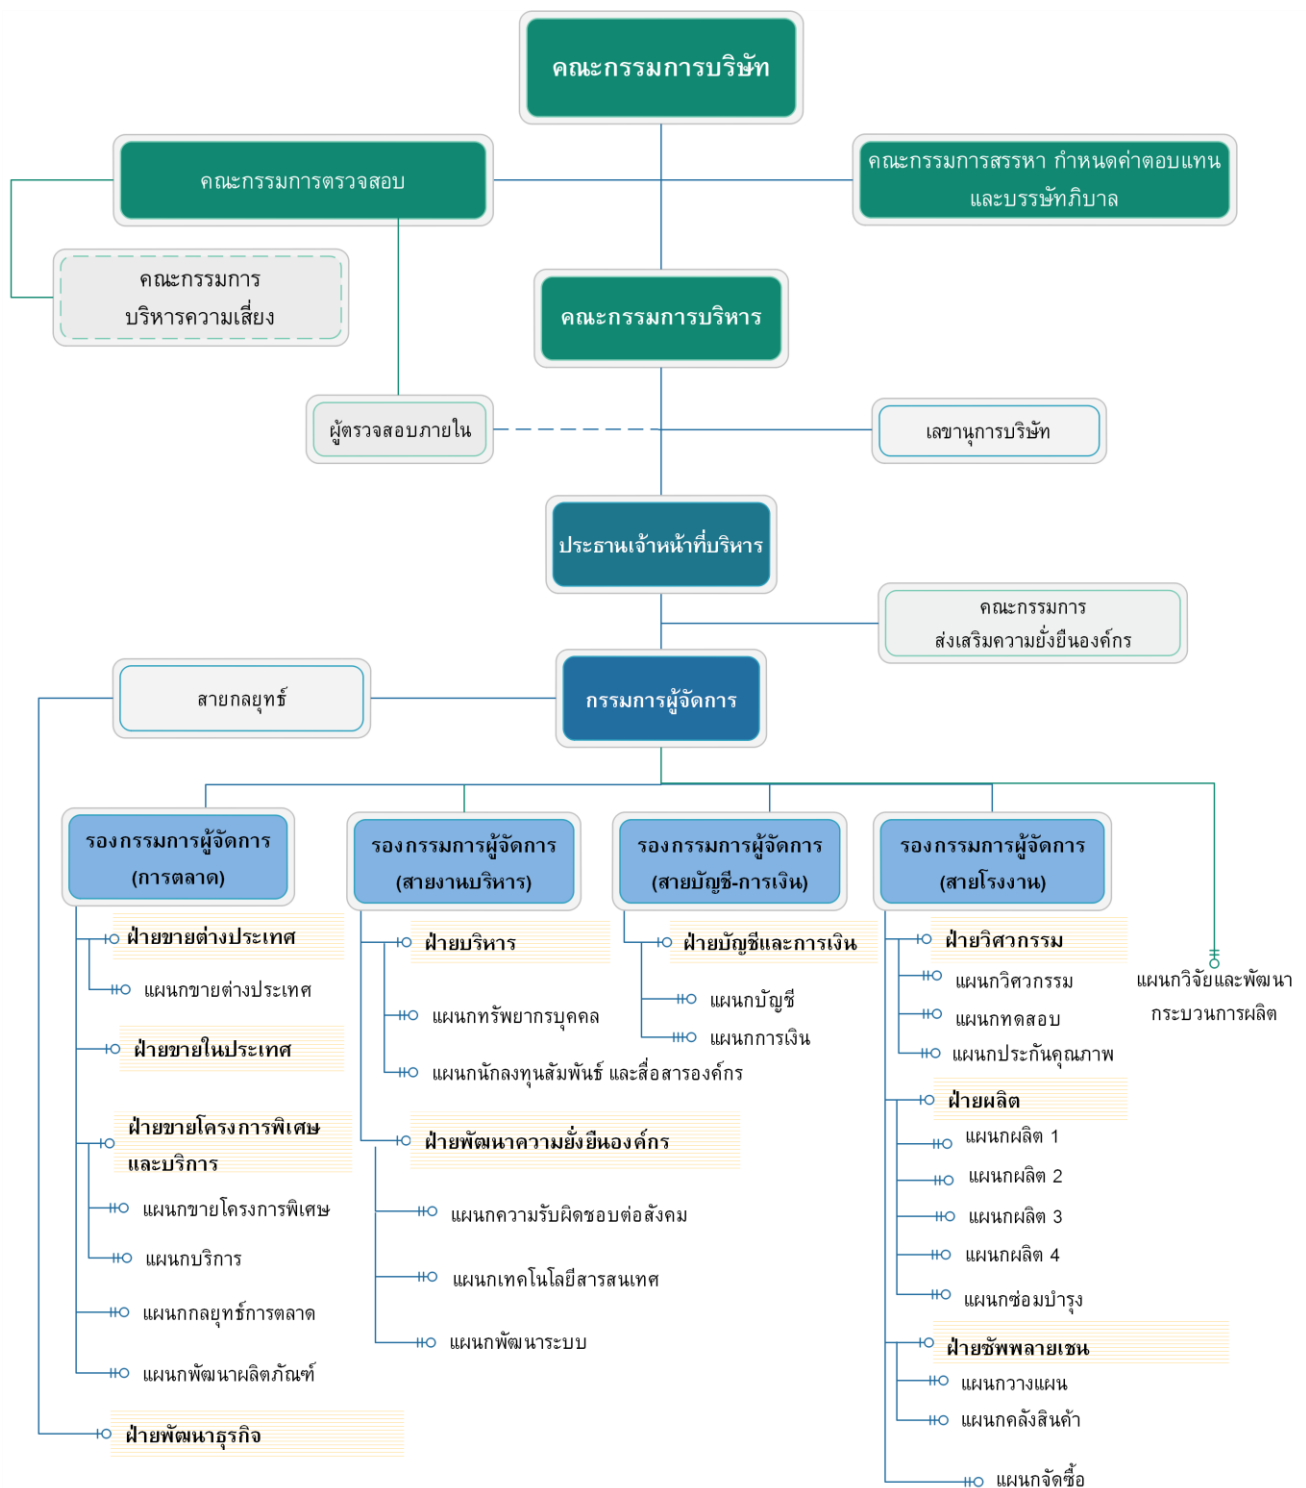 คณะกรรมการบริษัท
คณะกรรมการตรวจสอบ
คณะกรรมการสรรหา กำหนดค่าตอบแทน
และบรรษัทภิบาล
คณะกรรมการ
บริหารความเสี่ยง
คณะกรรมการบริหาร
ผู้ตรวจสอบภายใน
เลขานุการบริษัท
ประธานเจ้าหน้าที่บริหาร
คณะกรรมการ
ส่งเสริมความยั่งยืนองค์กร
สายกลยุทธ์
กรรมการผู้จัดการ
รองกรรมการผู้จัดการ
(การตลาด)
ฝ่ายขายต่างประเทศ
แผนกขายต่างประเทศ
ฝ่ายขายในประเทศ
ฝ่ายขายโครงการพิเศษ
และบริการ
แผนกขายโครงการพิเศษ
แผนกบริการ
แผนกกลยุทธ์การตลาด
แผนกพัฒนาผลิตภัณฑ์
ฝ่ายพัฒนาธุรกิจ
รองกรรมการผู้จัดการ
(สายงานบริหาร)
ฝ่ายบริหาร
แผนกทรัพยากรบุคคล
แผนกนักลงทุนสัมพันธ์ และสื่อสารองค์กร
ฝ่ายพัฒนาความยั่งยืนองค์กร
แผนกความรับผิดชอบต่อสังคม
แผนกเทคโนโลยีสารสนเทศ
แผนกพัฒนาระบบ
รองกรรมการผู้จัดการ
(สายบัญชี-การเงิน)
ฝ่ายบัญชีและการเงิน
แผนกบัญชี
แผนกการเงิน
รองกรรมการผู้จัดการ
(สายโรงงาน)
ฝ่ายวิศวกรรม
แผนกวิศวกรรม
แผนกทดสอบ
แผนกประกันคุณภาพ
ฝ่ายผลิต
แผนกผลิต 1
แผนกผลิต 2
แผนกผลิต 3
แผนกผลิต 4
แผนกซ่อมบำรุง
ฝ่ายซัพพลายเชน
แผนกวางแผน
แผนกคลังสินค้า
แผนกจัดซื้อ
แผนกวิจัยและพัฒนา
กระบวนการผลิต